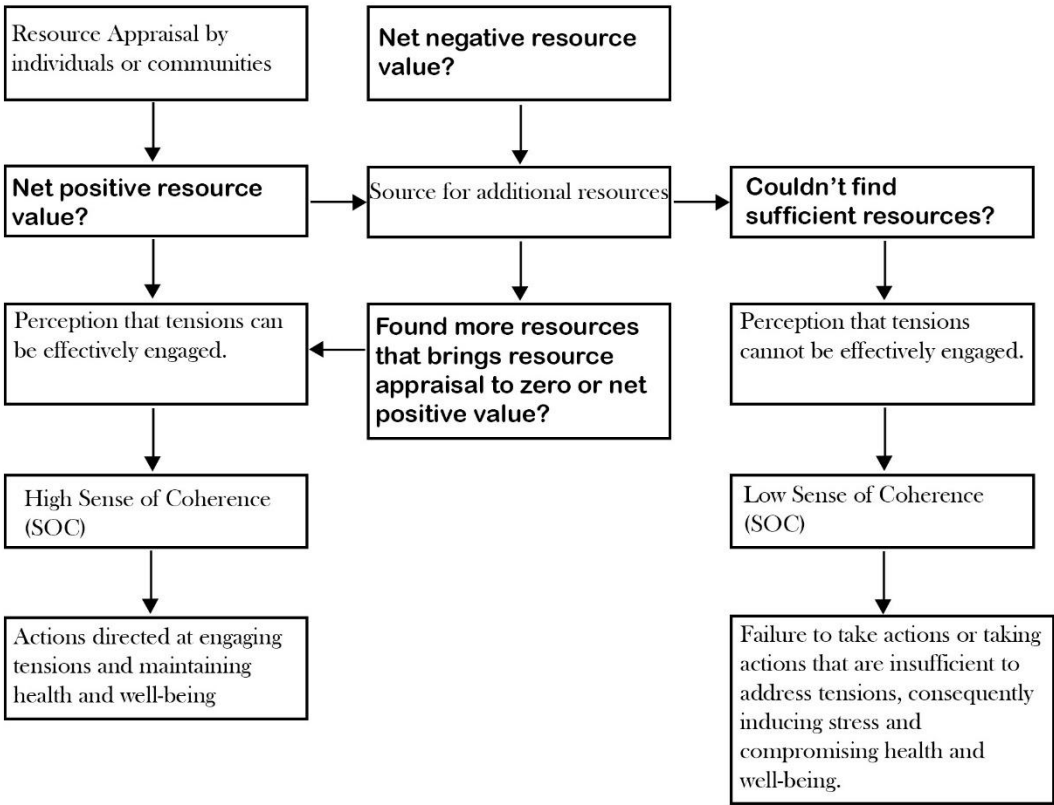 Resource Appraisal by
individuals or communities
Net negative resource
value?
Net positive resource
value?
Source for additional resources
Couldn’t find
sufficient resources?
Perception that tensions can
be effectively engaged.
Found more resources
that brings resource
appraisal to zero or net
positive value?
Perception that tensions
cannot be effectively engaged.
High Sense of Coherence
(SOC)
Low Sense of Coherence
(SOC)
Actions directed at engaging
tensions and maintaining
health and well-being
Failure to take actions or taking
actions that are insufficient to
address tensions, consequently
inducing stress and
compromising health and
well-being.